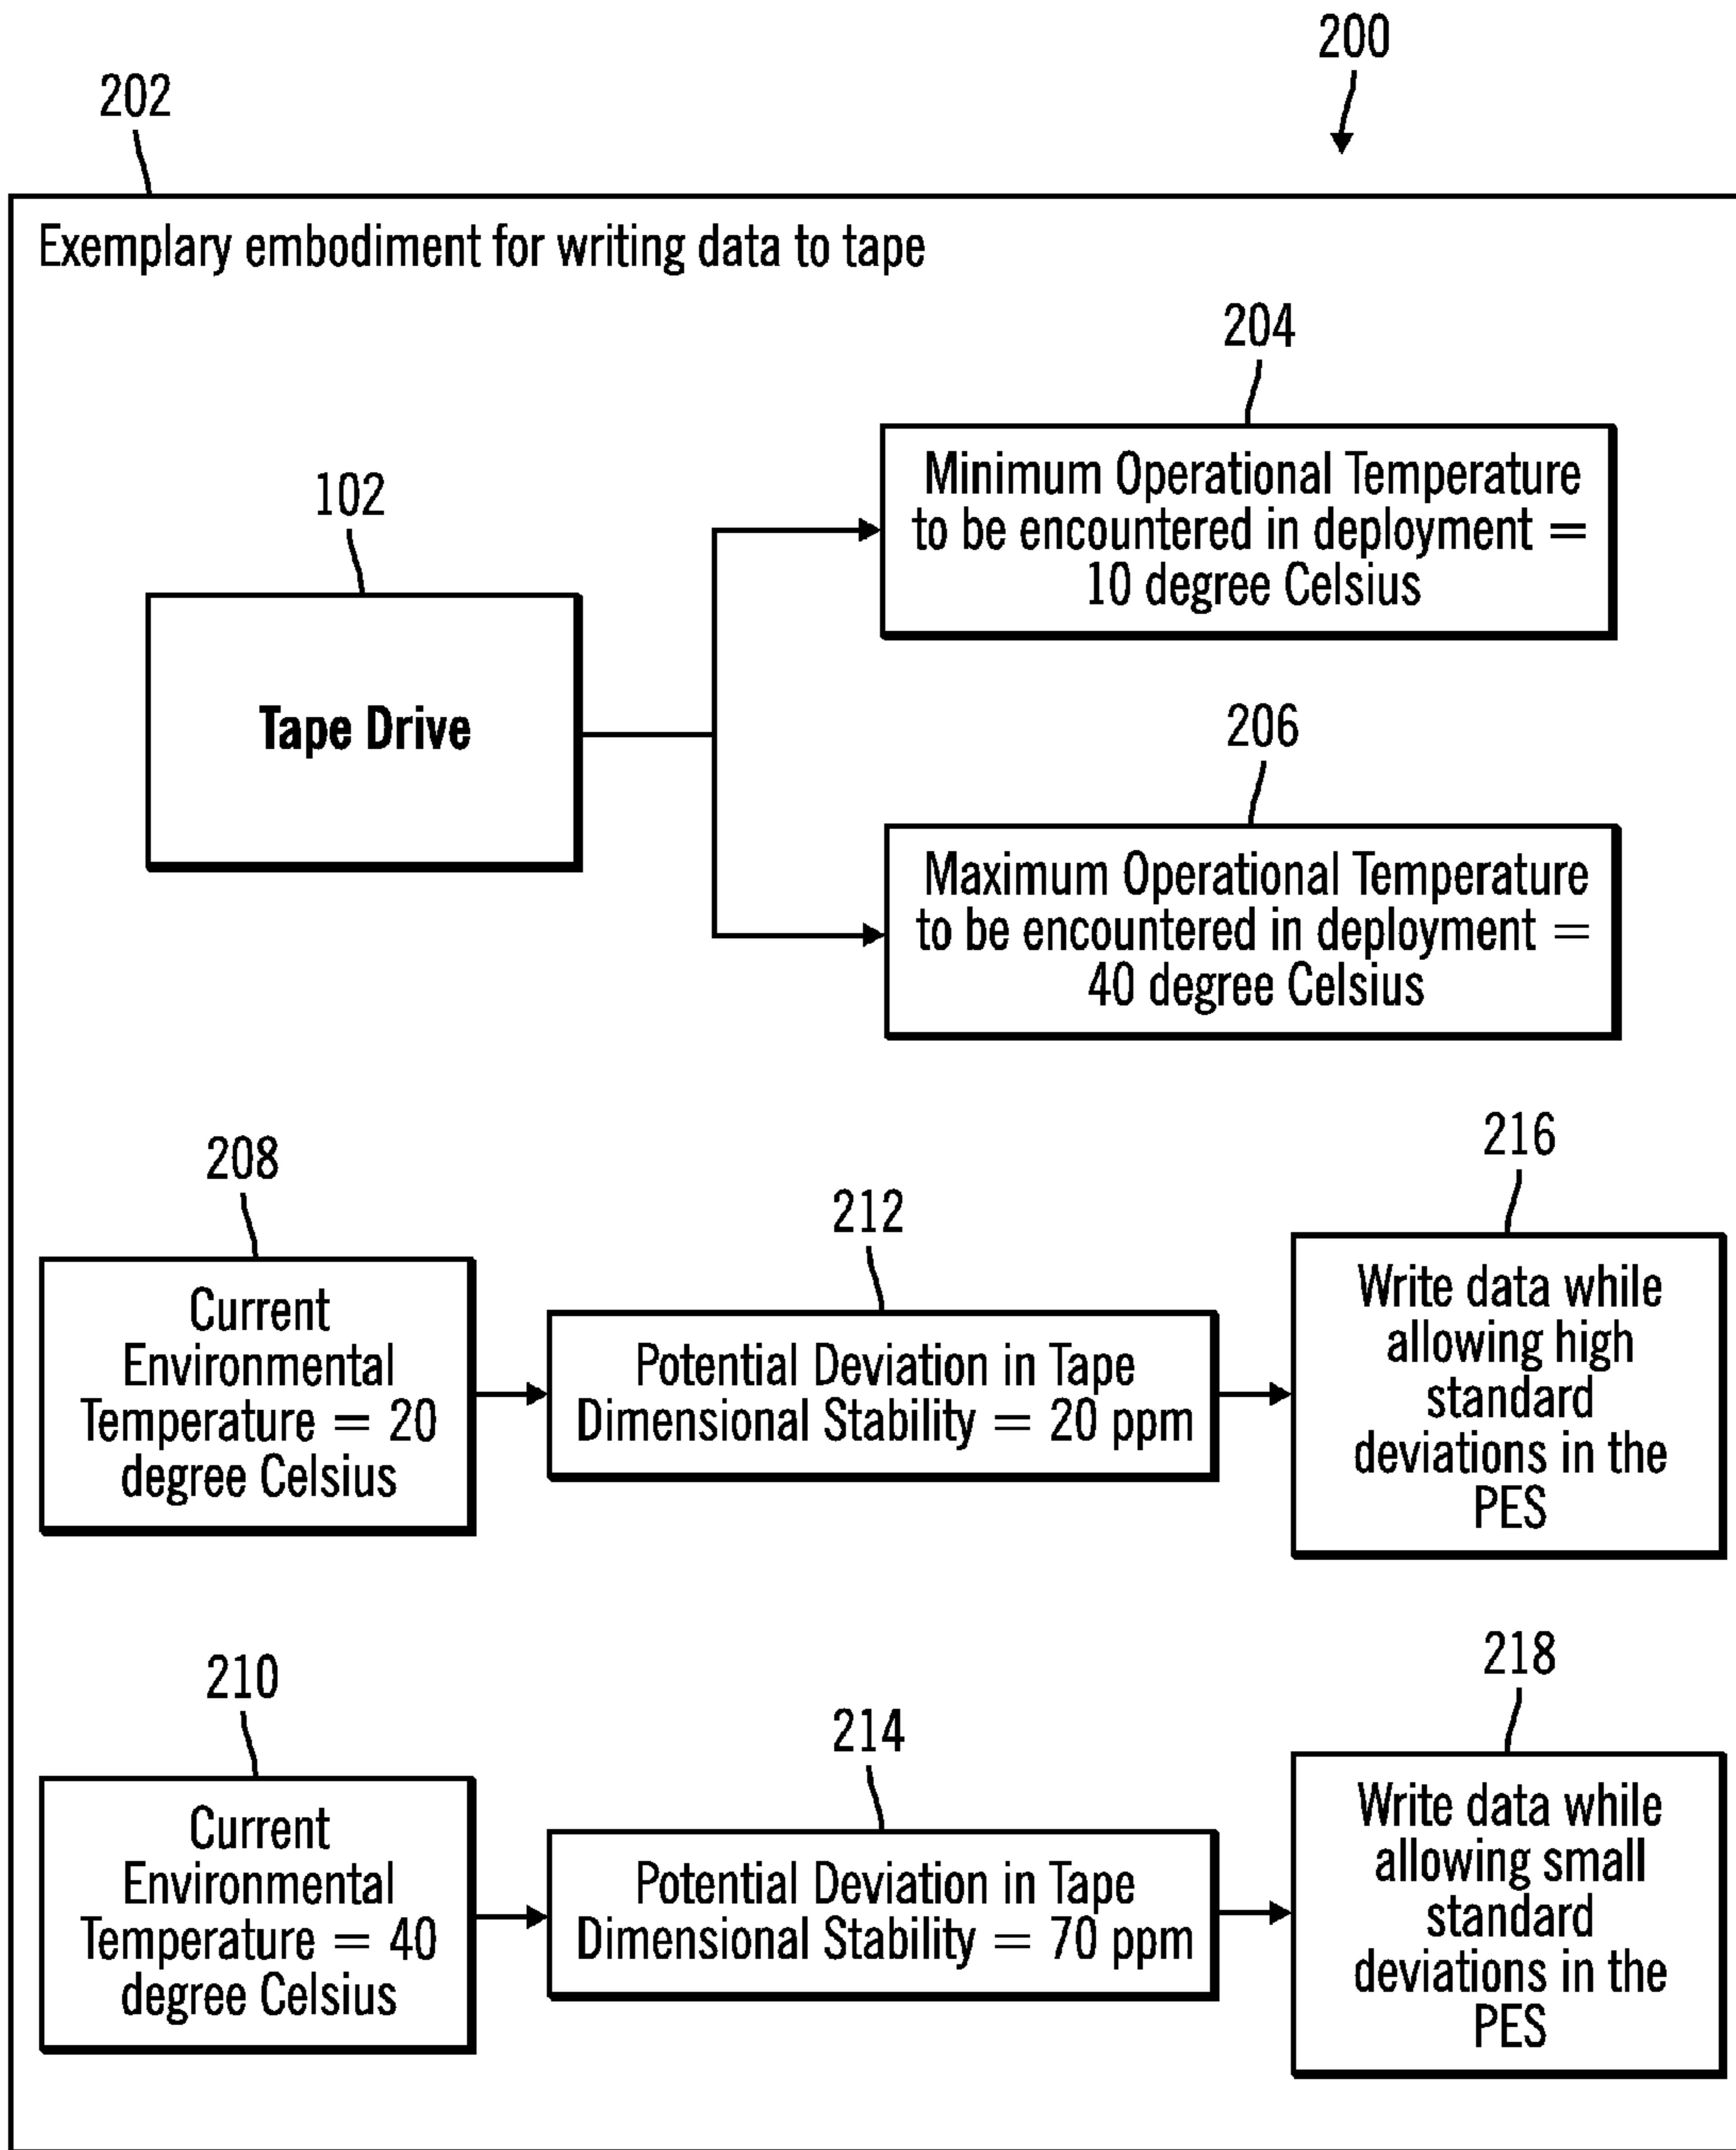 200
202
Exemplary embodiment for writing data to tape
204
Minimum Operational Temperature
to be encountered in deployment =
10 degree Celsius
102
Tape Drive
206
Maximum Operational Temperature
to be encountered in deployment =
40 degree Celsius
208
Current
Environmental
Temperature = 20
degree Celsius
212
Potential Deviation in Tape
Dimensional Stability = 20 ppm
216
Write data while
allowing high
standard
deviations in the
PES
210
Current
Environmental
Temperature = 40
degree Celsius
214
Potential Deviation in Tape
Dimensional Stability = 70 ppm
218
Write data while
allowing small
standard
deviations in the
PES